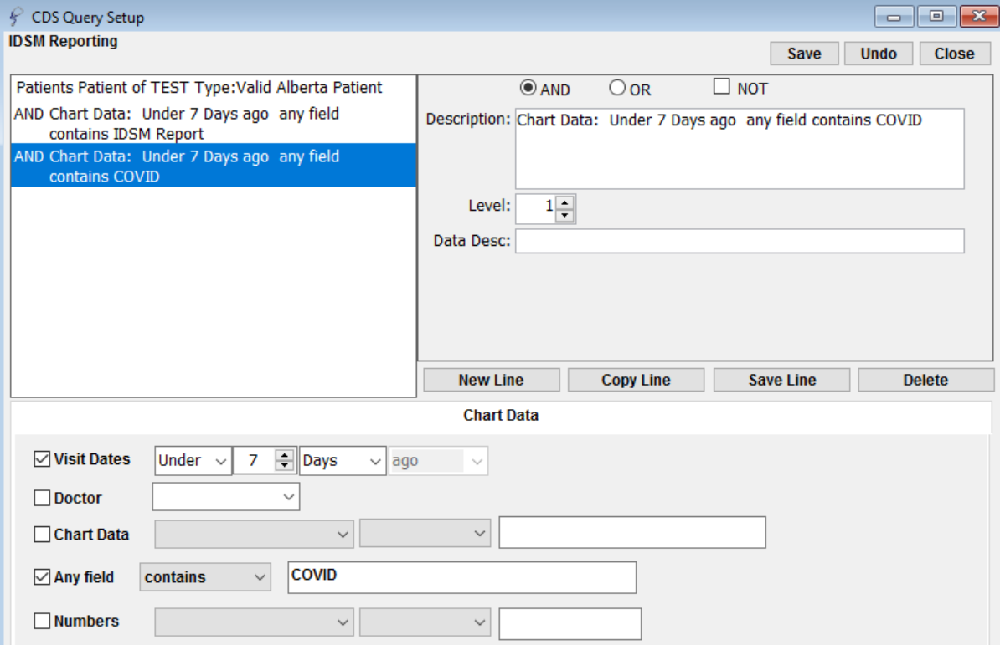 CDS Query Setup
IDSM Reporting
Save Undo Close
Patients Patient of TEST Type:Valid Alberta Patient
AND Chart Data: Under 7 Days ago any field
contains IDSM Report
AND Chart Data: Under 7 Days ago any field
contains COVID
AND OR NOT
Description: Chart Data: Under 7 Days ago any field contains COVID
Level: 1
Data Desc:
New Line Copy Line Save Line Delete
Chart Data
Visit Dates Under 7 Days ago
Doctor
Chart Data
Any field contains COVID
Numbers